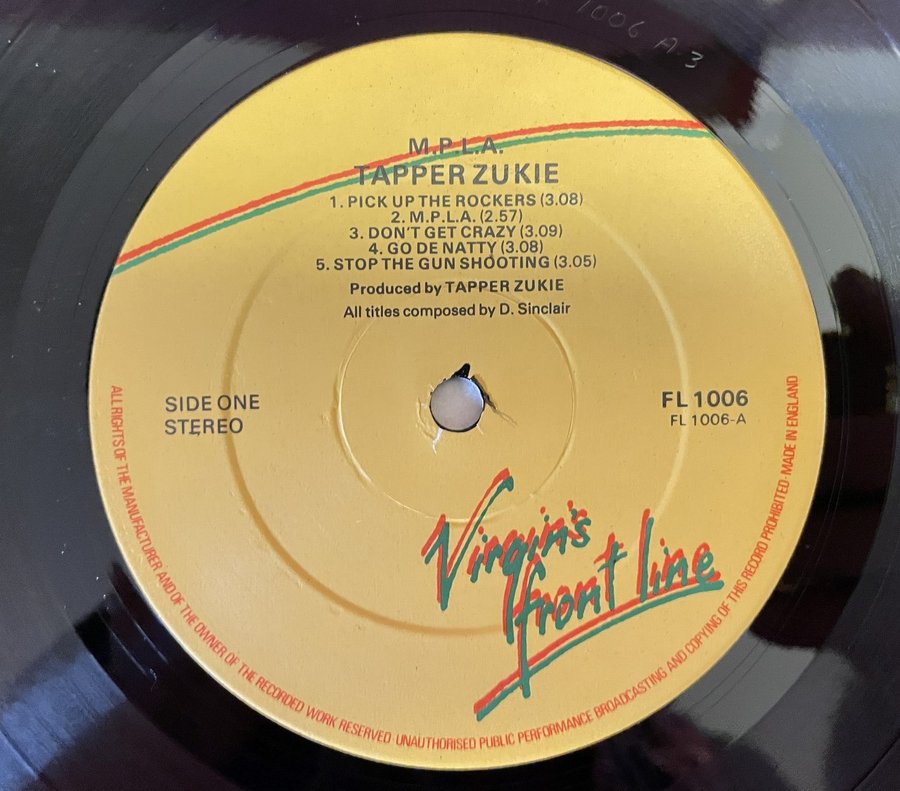 1006 A 3
M.P.L.A.
TAPPER ZUKIE
1. PICK UP THE ROCKERS (3.08)
2. M.P.L.A. (2.57)
3. DON'T GET CRAZY (3.09)
4. GO DE NATTY (3.08)
5. STOP THE GUN SHOOTING (3.05)
Produced by TAPPER ZUKIE
All titles composed by D. Sinclair
SIDE ONE
STEREO
FL 1006
FL 1006-A
Virgin's
front line
ALL RIGHTS OF THE MANUFACTURER AND OF THE OWNER OF THE RECORDED WORK RESERVED · UNAUTHORISED PUBLIC PERFORMANCE BROADCASTING AND COPYING OF THIS RECORD PROHIBITED · MADE IN ENGLAND